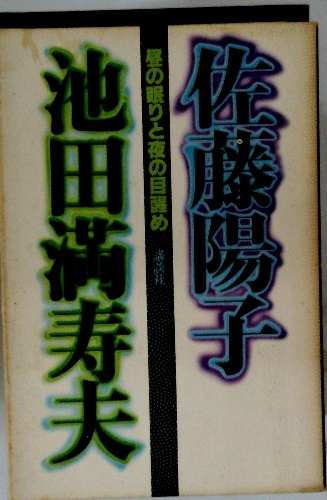 佐藤陽子
昼の眠りと夜の目醒め
講談社
池田満寿夫